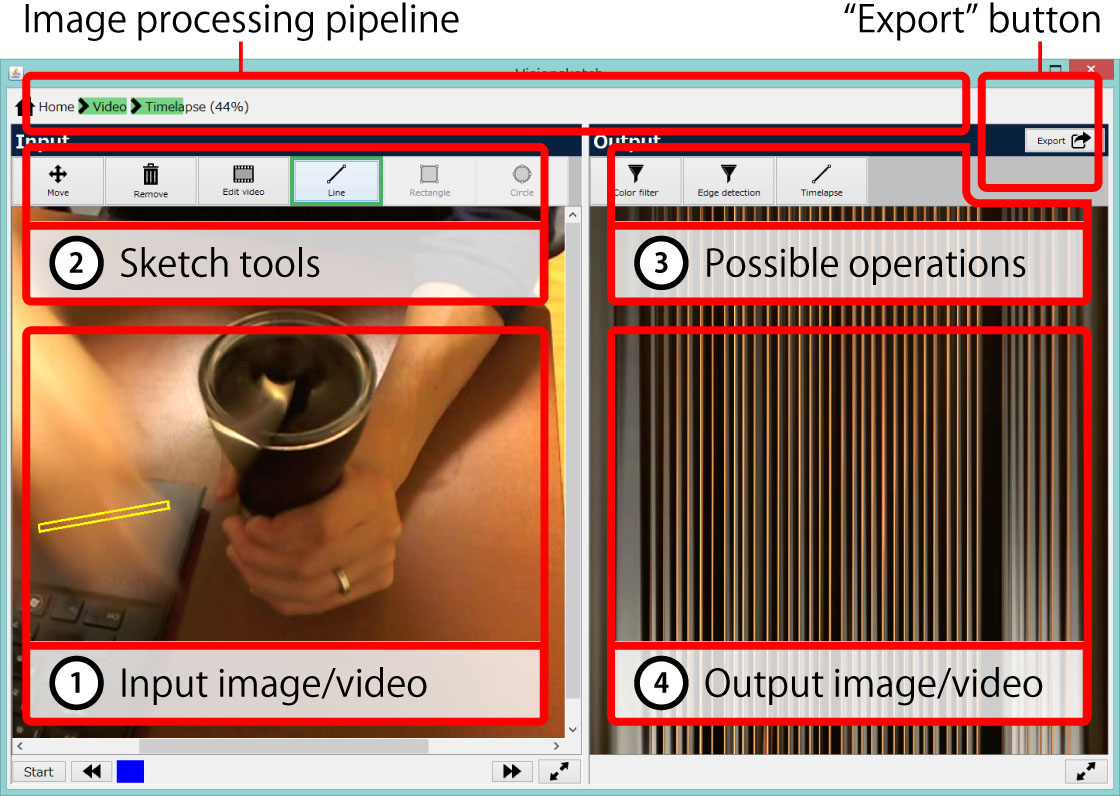 Image processing pipeline
“Export” button
Visionsketch
Home Video Timelapse (44%)
Input
Output
Export
Move
Remove
Edit video
Line
Rectangle
Circle
Color filter
Edge detection
Timelapse
2 Sketch tools
3 Possible operations
1 Input image/video
4 Output image/video
Start